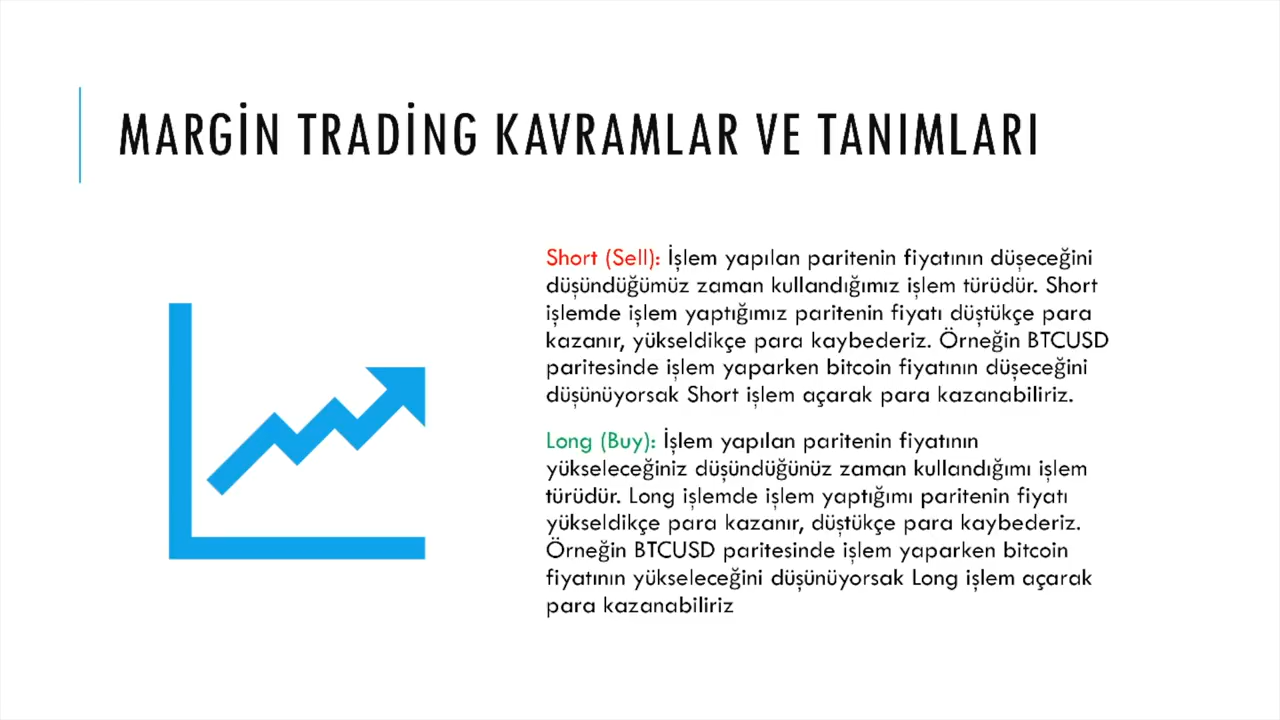 MARGİN TRADİNG KAVRAMLAR VE TANIMLARI
Short (Sell): İşlem yapılan paritenin fiyatının düşeceğini
düşündüğümüz zaman kullandığımız işlem türüdür. Short
işlemde işlem yaptığımız paritenin fiyatı düştükçe para
kazanır, yükseldikçe para kaybederiz. Örneğin BTCUSD
paritesinde işlem yaparken bitcoin fiyatının düşeceğini
düşünüyorsak Short işlem açarak para kazanabiliriz.
Long (Buy): İşlem yapılan paritenin fiyatının
yükseleceğiniz düşündüğünüz zaman kullandığımı işlem
türüdür. Long işlemde işlem yaptığımı paritenin fiyatı
yükseldikçe para kazanır, düştükçe para kaybederiz.
Örneğin BTCUSD paritesinde işlem yaparken bitcoin
fiyatının yükseleceğini düşünüyorsak Long işlem açarak
para kazanabiliriz